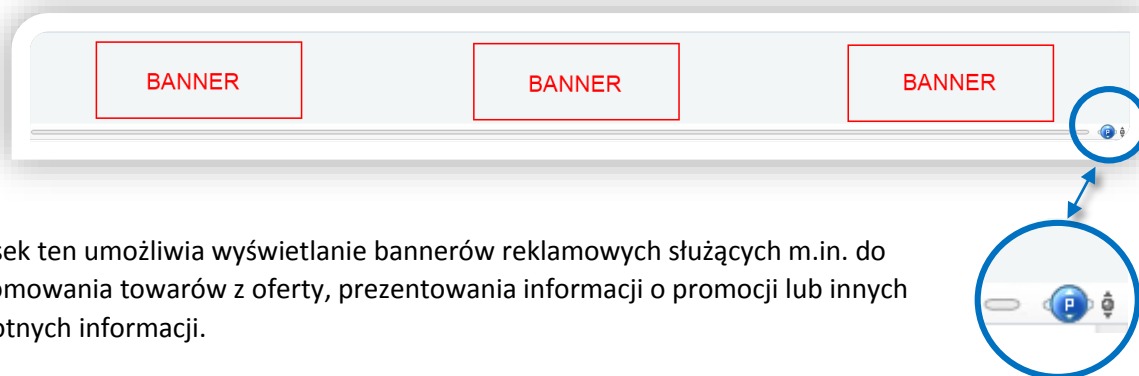 BANNER BANNER BANNER
P
sek ten umożliwia wyświetlanie bannerów reklamowych służących m.in. do
omowania towarów z oferty, prezentowania informacji o promocji lub innych
otnych informacji.
P